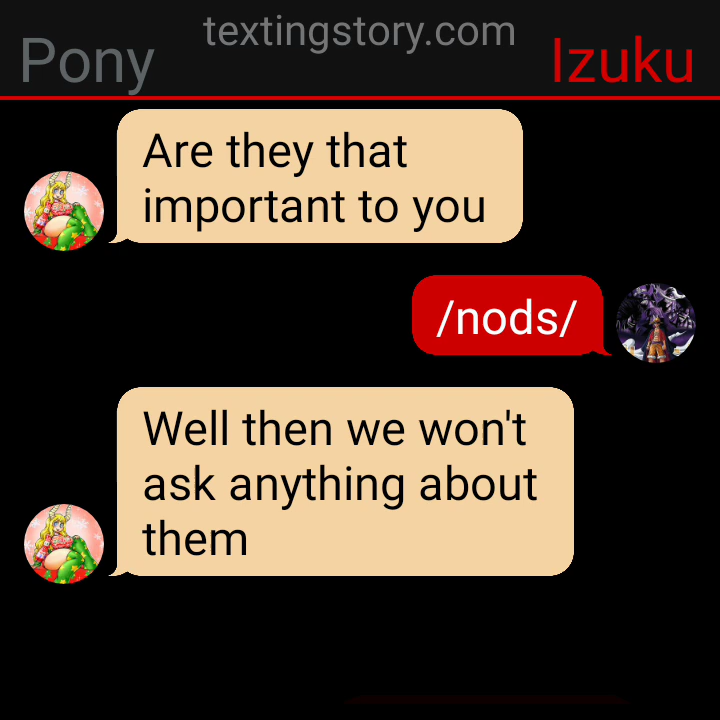 textingstory.com
Pony
Izuku
Are they that
important to you
/nods/
Well then we won't
ask anything about
them